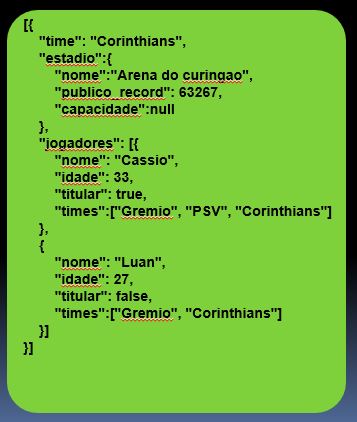 [{
"time": "Corinthians",
"estadio":{
"nome":"Arena do curingao",
"publico_record": 63267,
"capacidade":null
},
"jogadores": [{
"nome": "Cassio",
"idade": 33,
"titular": true,
"times":["Gremio", "PSV", "Corinthians"]
},
{
"nome": "Luan",
"idade": 27,
"titular": false,
"times":["Gremio", "Corinthians"]
}]
}]